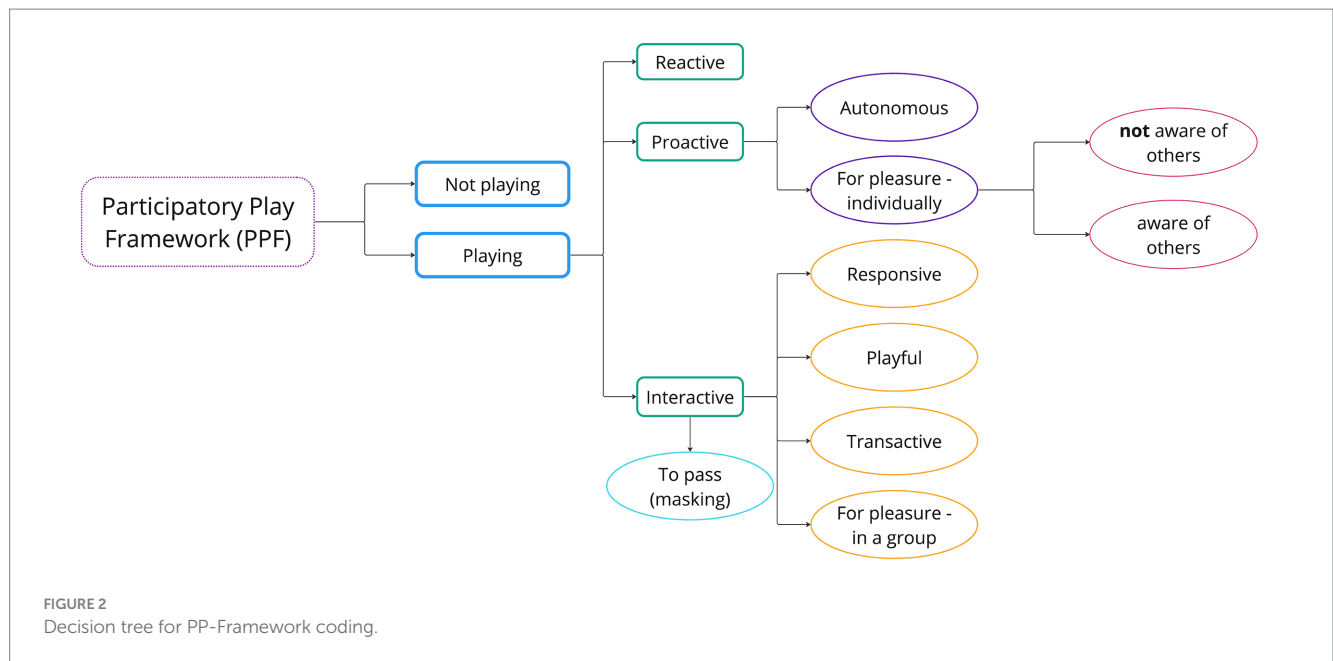 Participatory Play
Framework (PPF)
Not playing
Playing
Reactive
Proactive
Interactive
To pass
(masking)
Autonomous
For pleasure -
individually
Responsive
Playful
Transactive
For pleasure -
in a group
not aware of
others
aware of
others
FIGURE 2
Decision tree for PP-Framework coding.